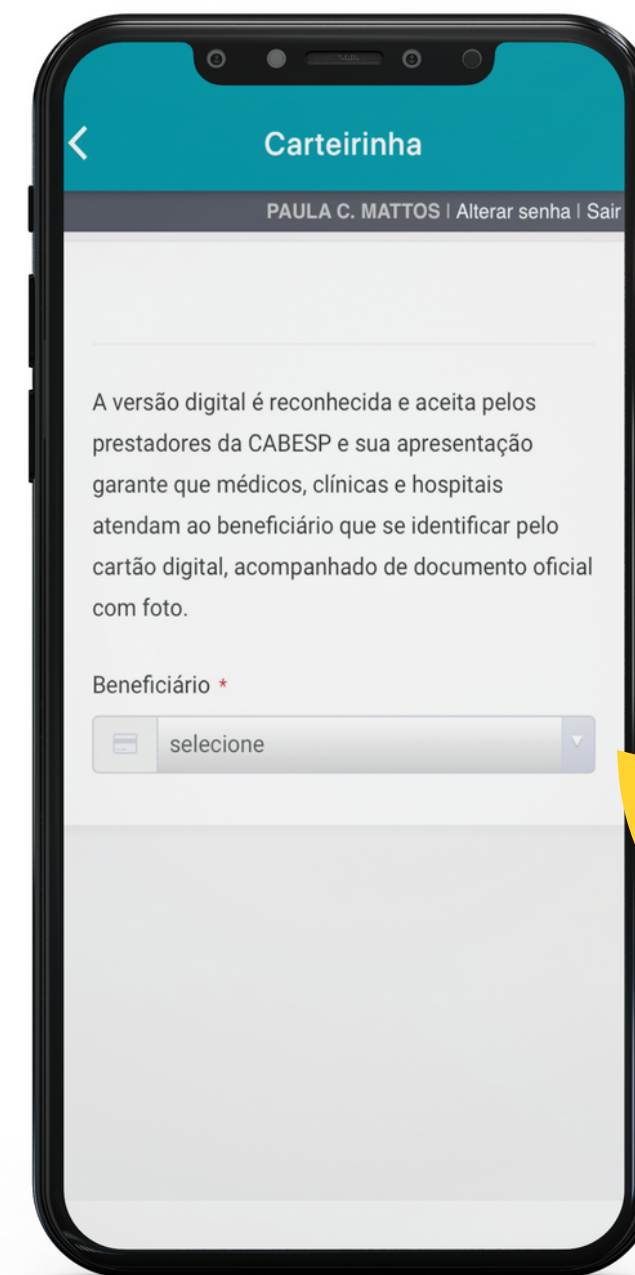 Carteirinha
PAULA C. MATTOS | Alterar senha | Sair
A versão digital é reconhecida e aceita pelos
prestadores da CABESP e sua apresentação
garante que médicos, clínicas e hospitais
atendam ao beneficiário que se identificar pelo
cartão digital, acompanhado de documento oficial
com foto.
Beneficiário *
selecione